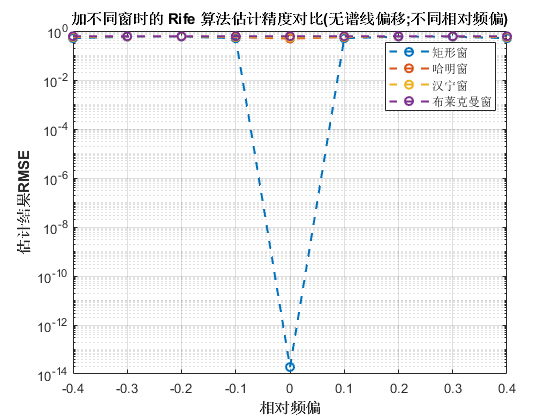 加不同窗时的 Rife 算法估计精度对比(无谱线偏移;不同相对频偏)
10^0
10^-2
10^-4
10^-6
10^-8
10^-10
10^-12
10^-14
估计结果RMSE
矩形窗
哈明窗
汉宁窗
布莱克曼窗
-0.4 -0.3 -0.2 -0.1 0 0.1 0.2 0.3 0.4
相对频偏